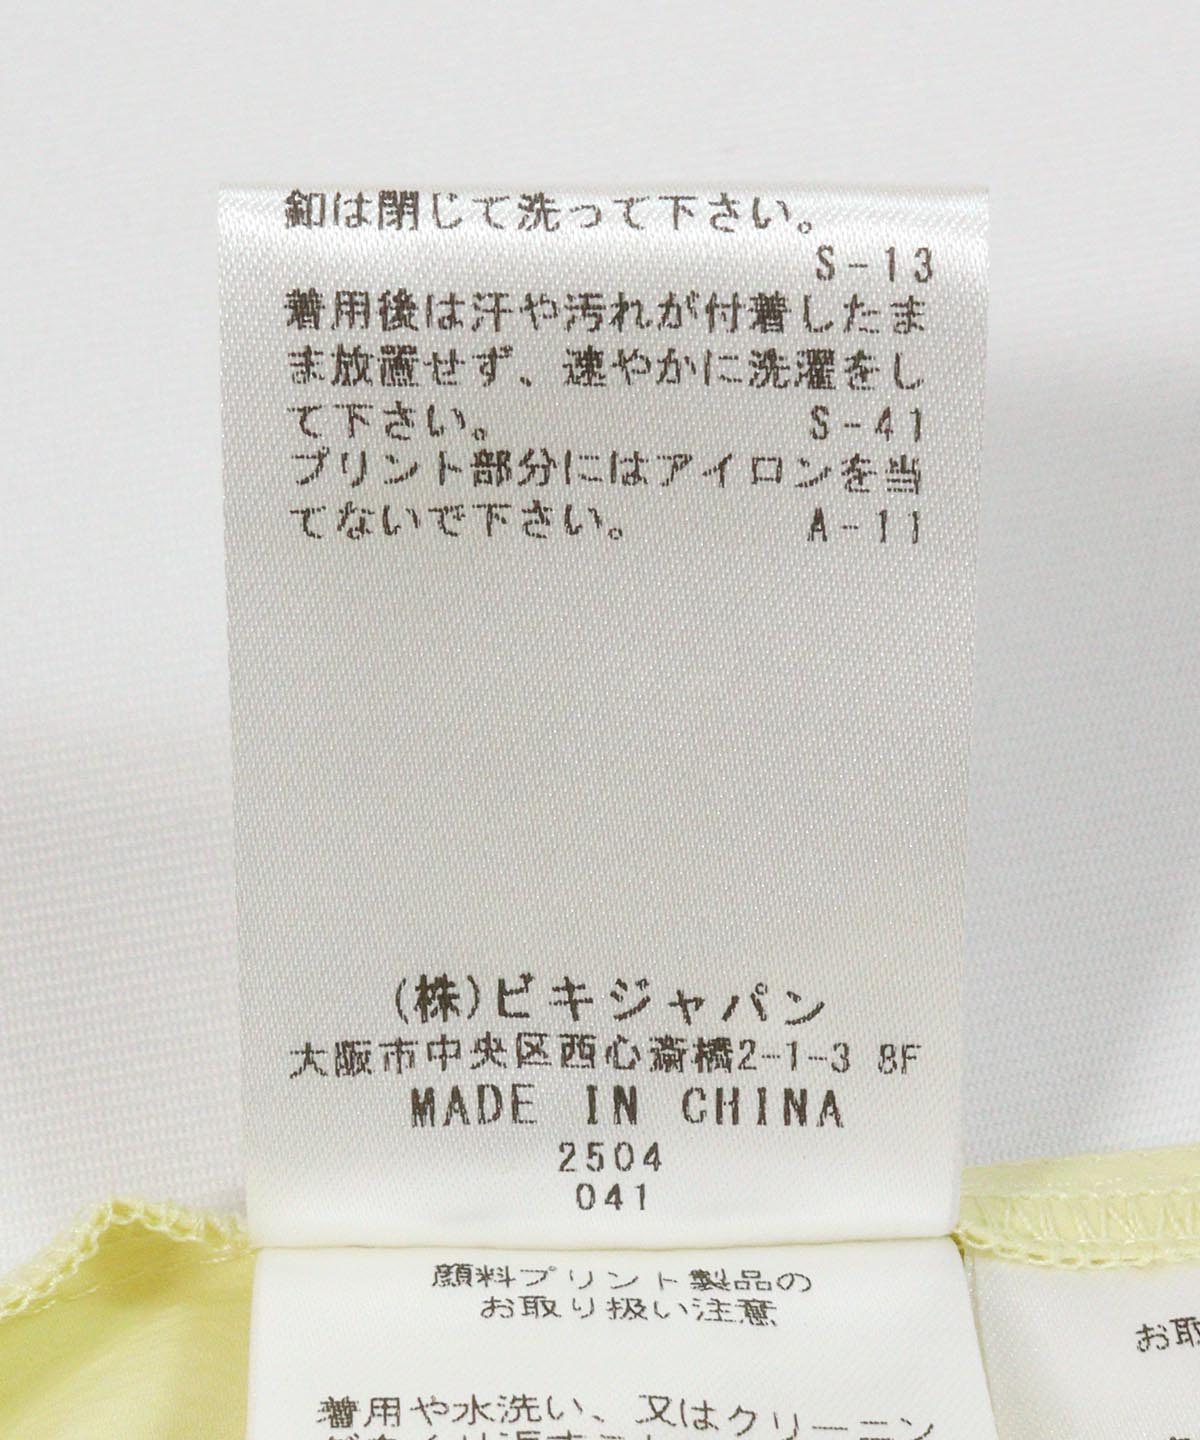 釦は閉じて洗って下さい。
S-13
着用後は汗や汚れが付着したま
ま放置せず、速やかに洗濯をし
て下さい。 S-41
プリント部分にはアイロンを当
てないで下さい。 A-11
(株)ビキジャパン
大阪市中央区西心斎橋2-1-3 8F
MADE IN CHINA
2504
041
顔料プリント製品の
お取り扱い注意
お取
着用や水洗い、又はクリーニン